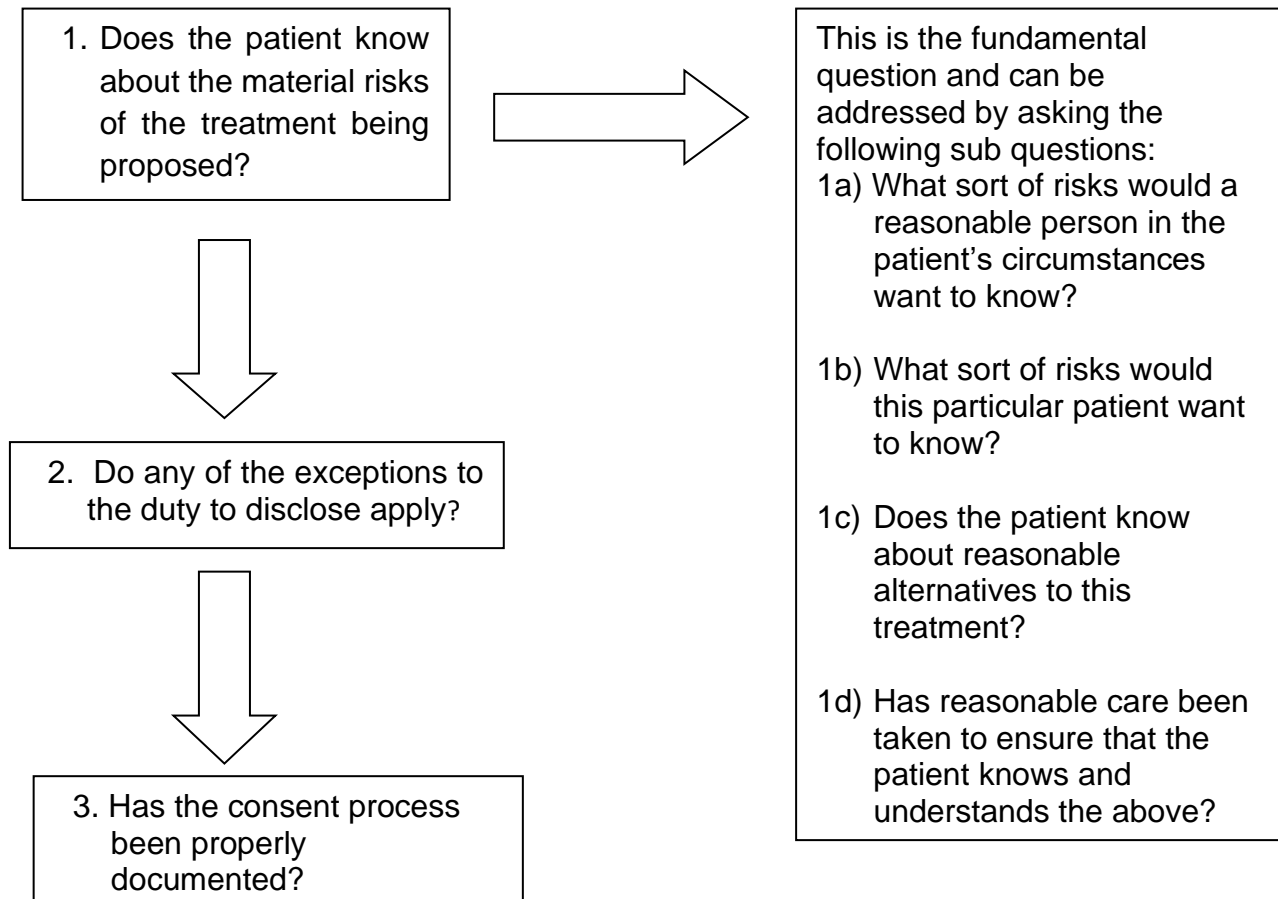 1. Does the patient know
about the material risks
of the treatment being
proposed?
This is the fundamental
question and can be
addressed by asking the
following sub questions:
1a) What sort of risks would a
reasonable person in the
patient’s circumstances
want to know?
1b) What sort of risks would
this particular patient want
to know?
1c) Does the patient know
about reasonable
alternatives to this
treatment?
1d) Has reasonable care been
taken to ensure that the
patient knows and
understands the above?
2. Do any of the exceptions to
the duty to disclose apply?
3. Has the consent process
been properly
documented?